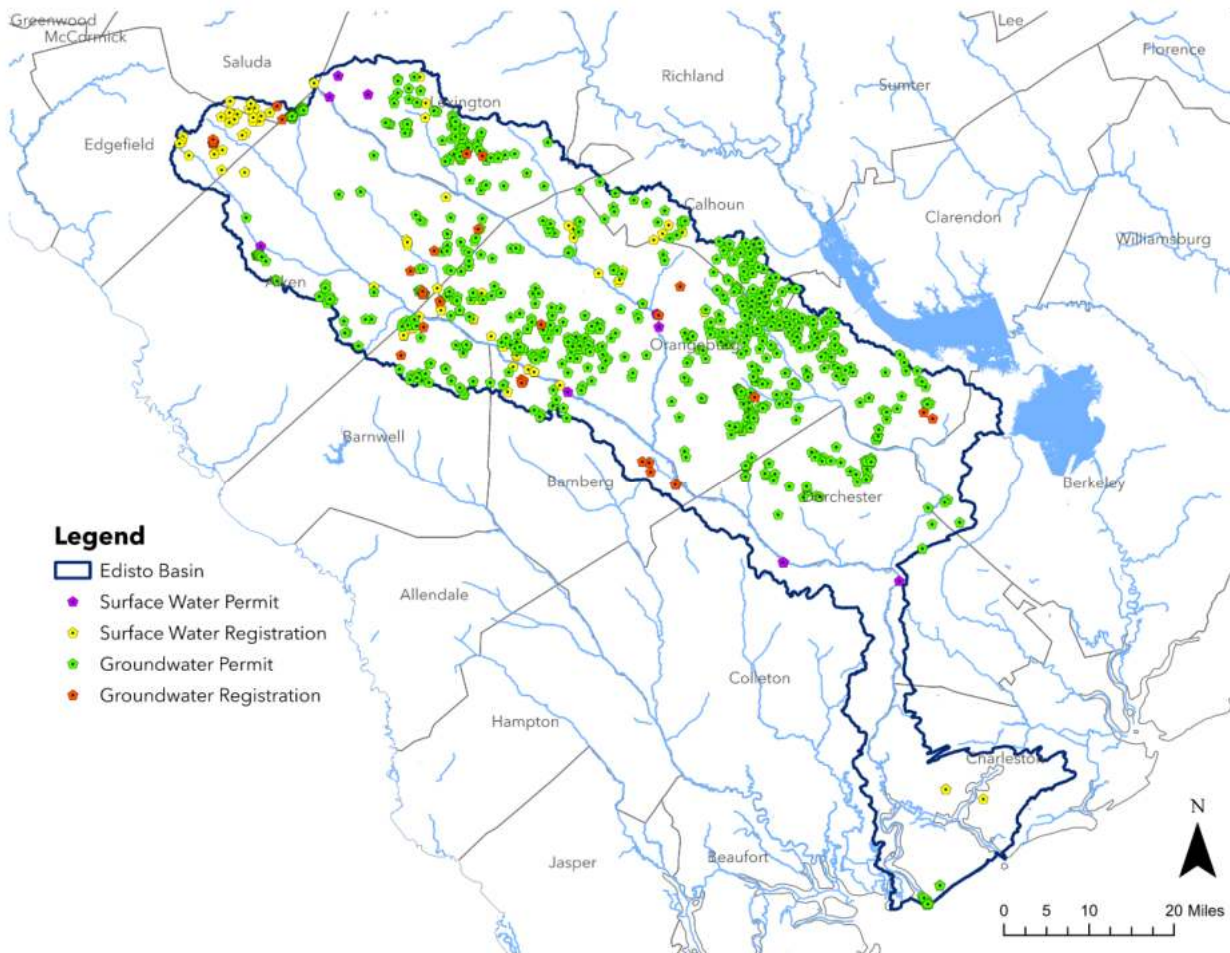 Greenwood
McCormick
Saluda
Richland
Lee
Florence
Sumter
Lexington
Edgefield
Calhoun
Clarendon
Williamsburg
Aiken
Orangeburg
Barnwell
Bamberg
Dorchester
Berkeley
Legend
Edisto Basin
Surface Water Permit
Surface Water Registration
Groundwater Permit
Groundwater Registration
Allendale
Colleton
Hampton
Charleston
Jasper
Beaufort
N
0 5 10 20 Miles